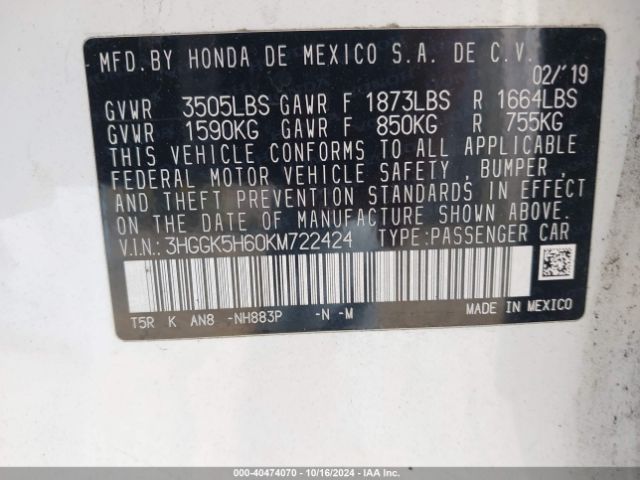 MFD.BY HONDA DE MEXICO S.A. DE C.V.
02/'19
GVWR 3505LBS GAWR F 1873LBS R 1664LBS
GVWR 1590KG GAWR F 850KG R 755KG
THIS VEHICLE CONFORMS TO ALL APPLICABLE
FEDERAL MOTOR VEHICLE SAFETY , BUMPER ,
AND THEFT PREVENTION STANDARDS IN EFFECT
ON THE DATE OF MANUFACTURE SHOWN ABOVE.
V.I.N.: 3HGGK5H60KM722424 TYPE:PASSENGER CAR
T5R K AN8 -NH883P -N -M
MADE IN MEXICO
000-40474070 - 10/16/2024 - IAA Inc.